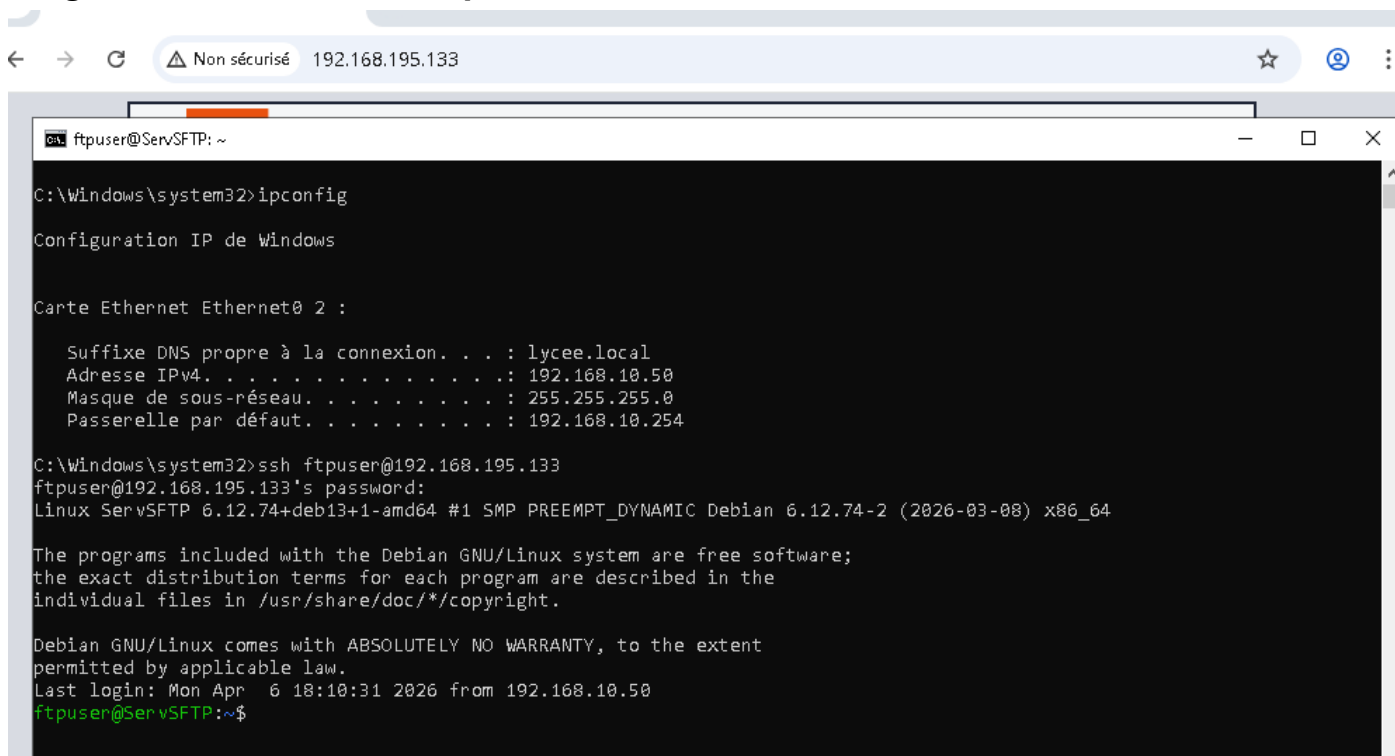 Non sécurisé 192.168.195.133
ftpuser@ServSFTP: ~
C:\Windows\system32>ipconfig
Configuration IP de Windows
Carte Ethernet Ethernet0 2 :
Suffixe DNS propre à la connexion. . . : lycee.local
Adresse IPv4. . . . . . . . . . . . . .: 192.168.10.50
Masque de sous-réseau. . . . . . . . . : 255.255.255.0
Passerelle par défaut. . . . . . . . . : 192.168.10.254
C:\Windows\system32>ssh ftpuser@192.168.195.133
ftpuser@192.168.195.133's password:
Linux ServSFTP 6.12.74+deb13+1-amd64 #1 SMP PREEMPT_DYNAMIC Debian 6.12.74-2 (2026-03-08) x86_64
The programs included with the Debian GNU/Linux system are free software;
the exact distribution terms for each program are described in the
individual files in /usr/share/doc/*/copyright.
Debian GNU/Linux comes with ABSOLUTELY NO WARRANTY, to the extent
permitted by applicable law.
Last login: Mon Apr  6 18:10:31 2026 from 192.168.10.50
ftpuser@ServSFTP:~$